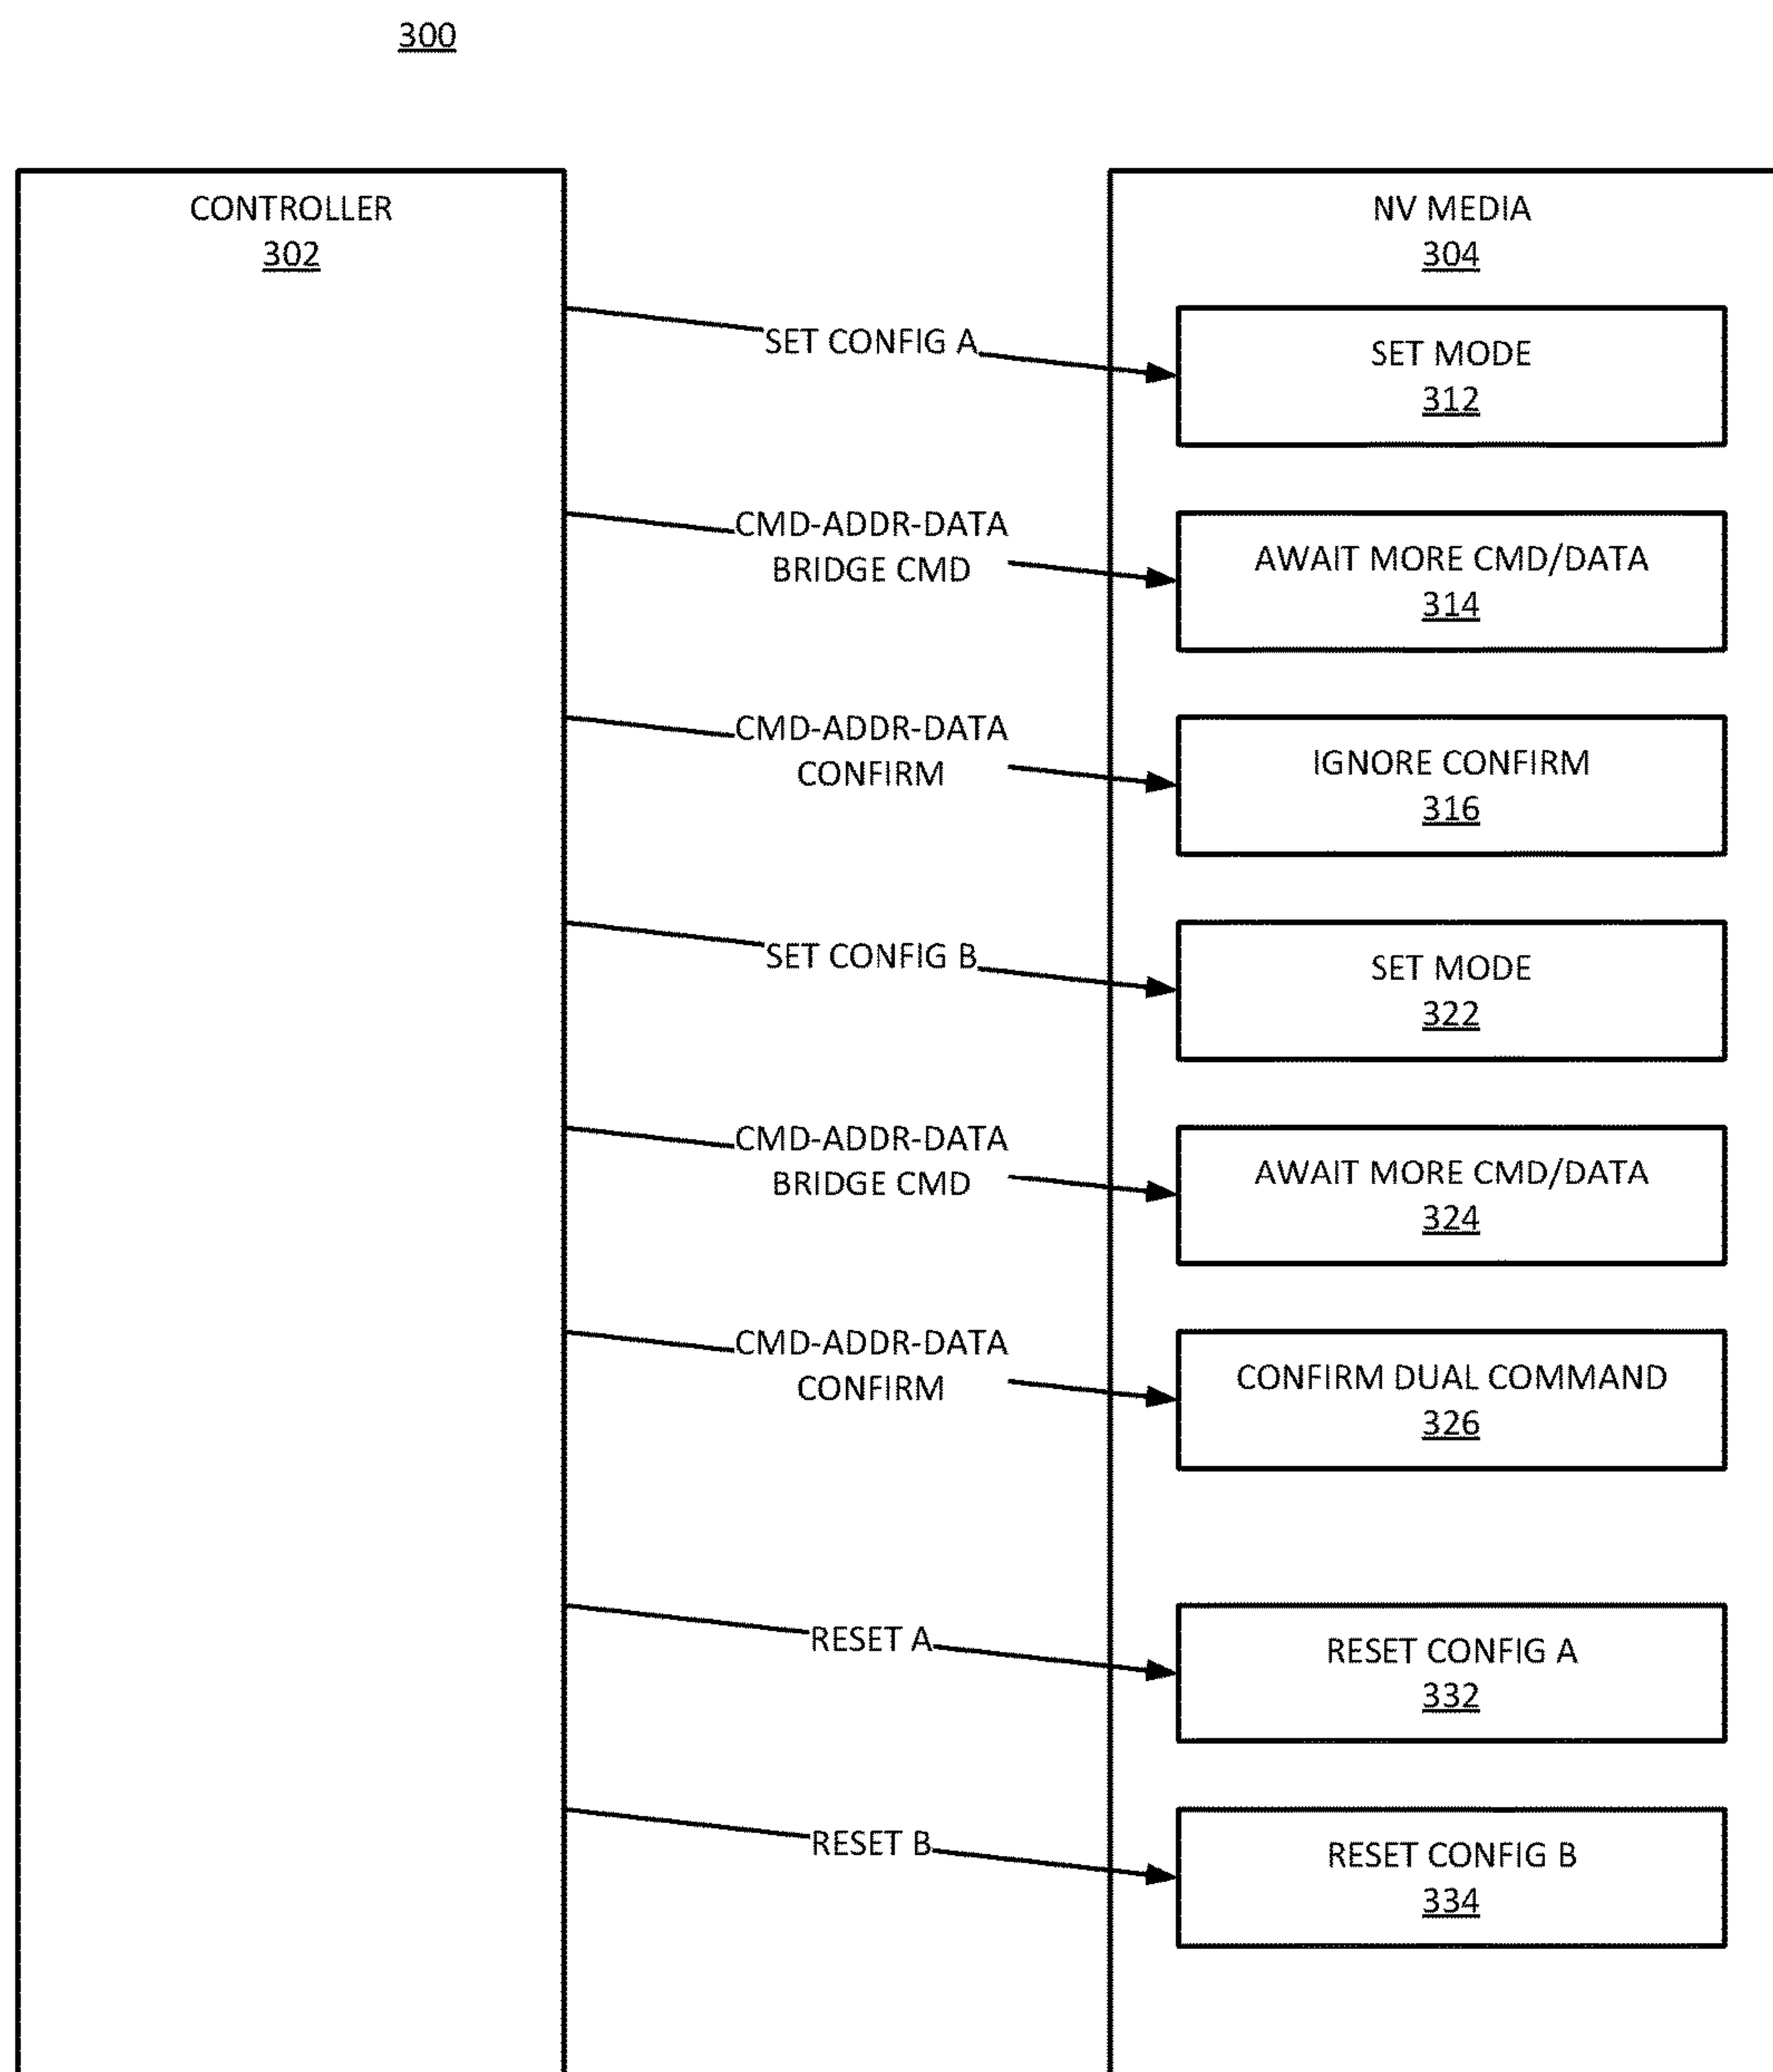 300
CONTROLLER
302
NV MEDIA
304
SET CONFIG A
SET MODE
312
CMD-ADDR-DATA
BRIDGE CMD
AWAIT MORE CMD/DATA
314
CMD-ADDR-DATA
CONFIRM
IGNORE CONFIRM
316
SET CONFIG B
SET MODE
322
CMD-ADDR-DATA
BRIDGE CMD
AWAIT MORE CMD/DATA
324
CMD-ADDR-DATA
CONFIRM
CONFIRM DUAL COMMAND
326
RESET A
RESET CONFIG A
332
RESET B
RESET CONFIG B
334